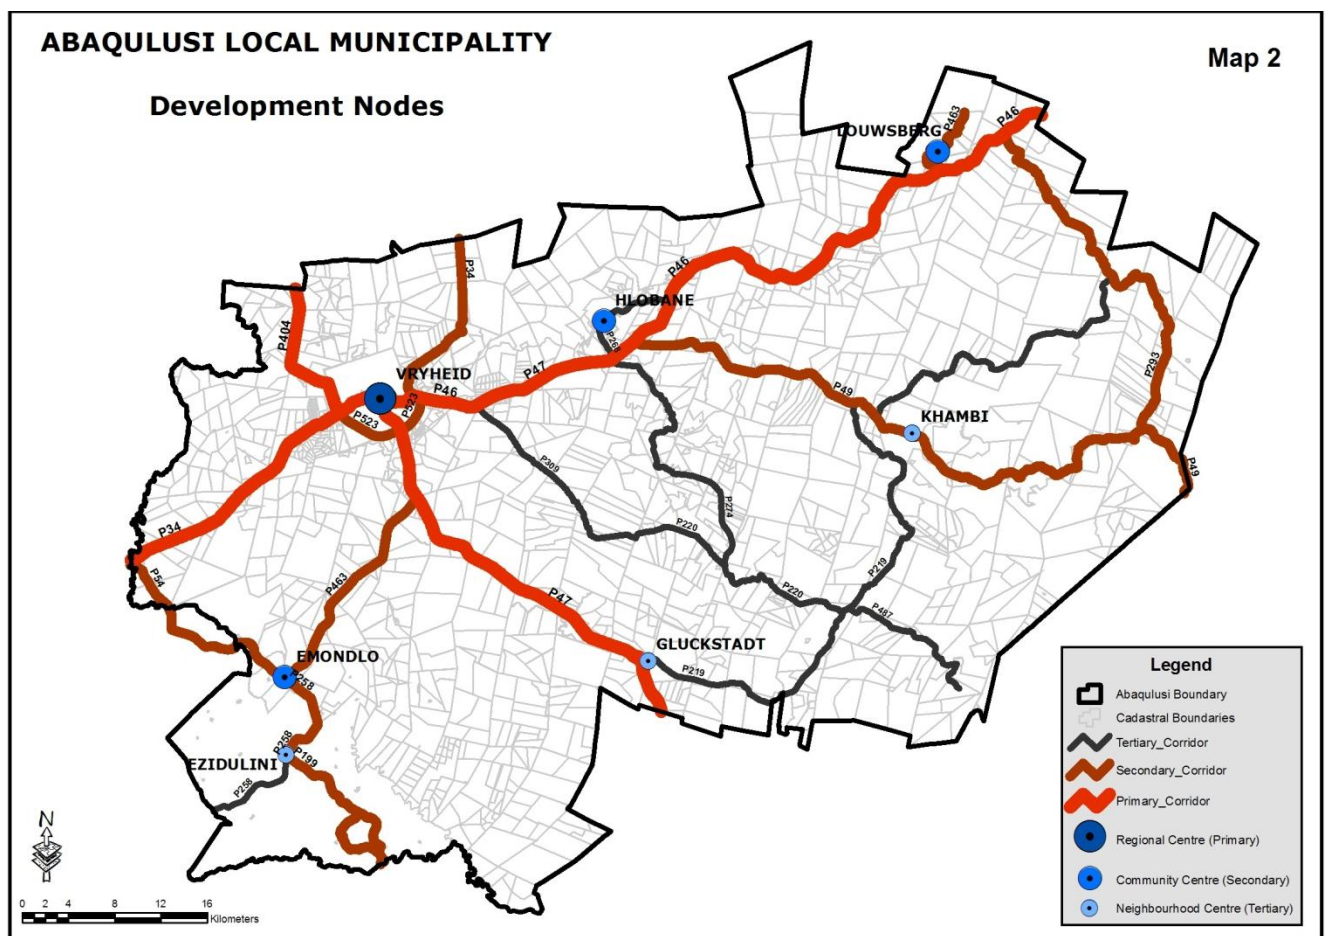 ABAQULUSI LOCAL MUNICIPALITY
Map 2
Development Nodes
LOUWSBERG
P463
P46
P34
P46
HLOBANE
P404
P268
P293
VRYHEID
P47
P46
P49
P523
P523
KHAMBI
P309
P49
P274
P34
P220
P219
P54
P463
P47
P220
P487
GLUCKSTADT
EMONDLO
P219
P258
P258
P199
EZIDULINI
P258
Legend
Abaqulusi Boundary
Cadastral Boundaries
Tertiary_Corridor
Secondary_Corridor
Primary_Corridor
Regional Centre (Primary)
Community Centre (Secondary)
Neighbourhood Centre (Tertiary)
N
0 2 4 8 12 16
Kilometers